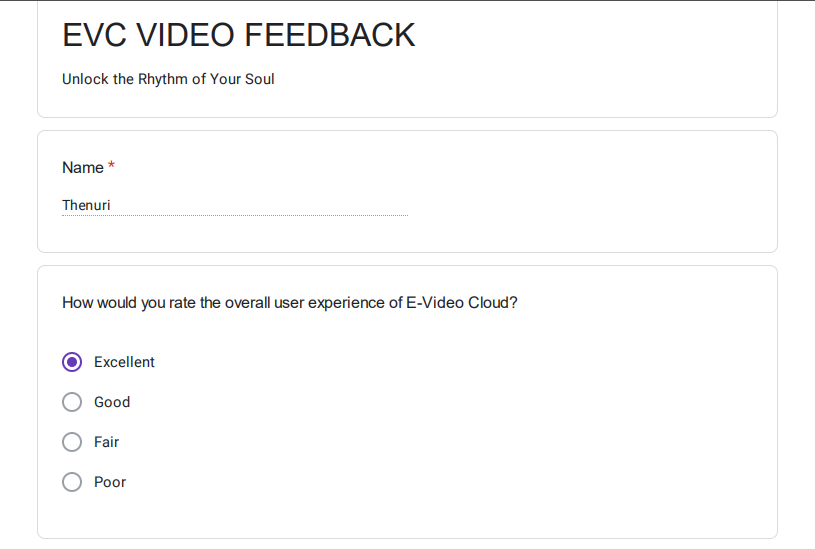 EVC VIDEO FEEDBACK
Unlock the Rhythm of Your Soul
Name *
Thenuri
How would you rate the overall user experience of E-Video Cloud?
Excellent
Good
Fair
Poor